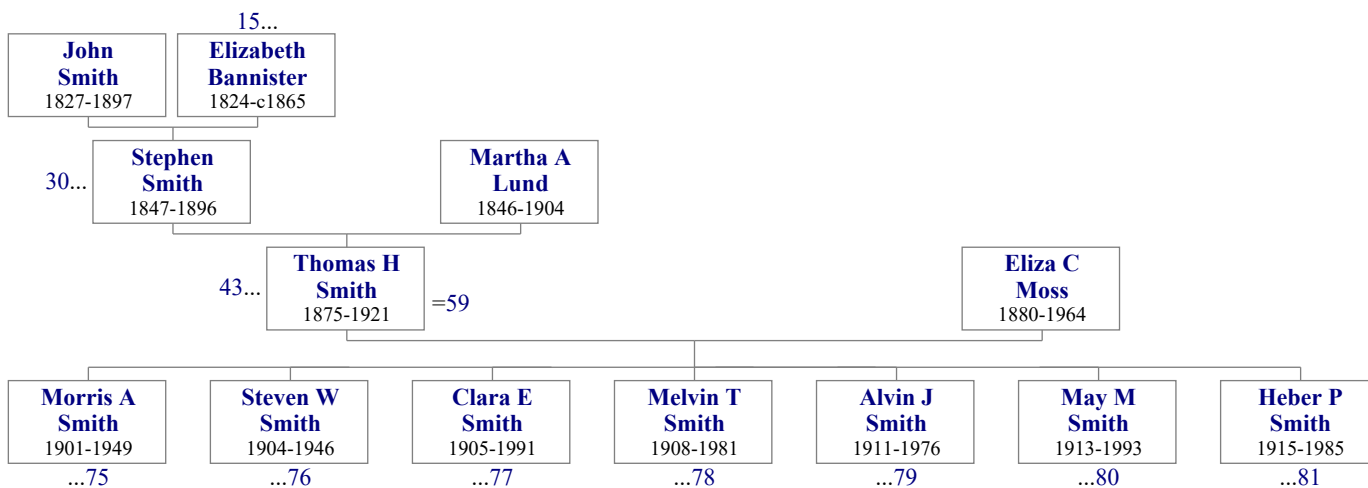 15...
John
Smith
1827-1897
Elizabeth
Bannister
1824-c1865
30...
Stephen
Smith
1847-1896
Martha A
Lund
1846-1904
43...
Thomas H
Smith
1875-1921
=59
Eliza C
Moss
1880-1964
Morris A
Smith
1901-1949
...75
Steven W
Smith
1904-1946
...76
Clara E
Smith
1905-1991
...77
Melvin T
Smith
1908-1981
...78
Alvin J
Smith
1911-1976
...79
May M
Smith
1913-1993
...80
Heber P
Smith
1915-1985
...81